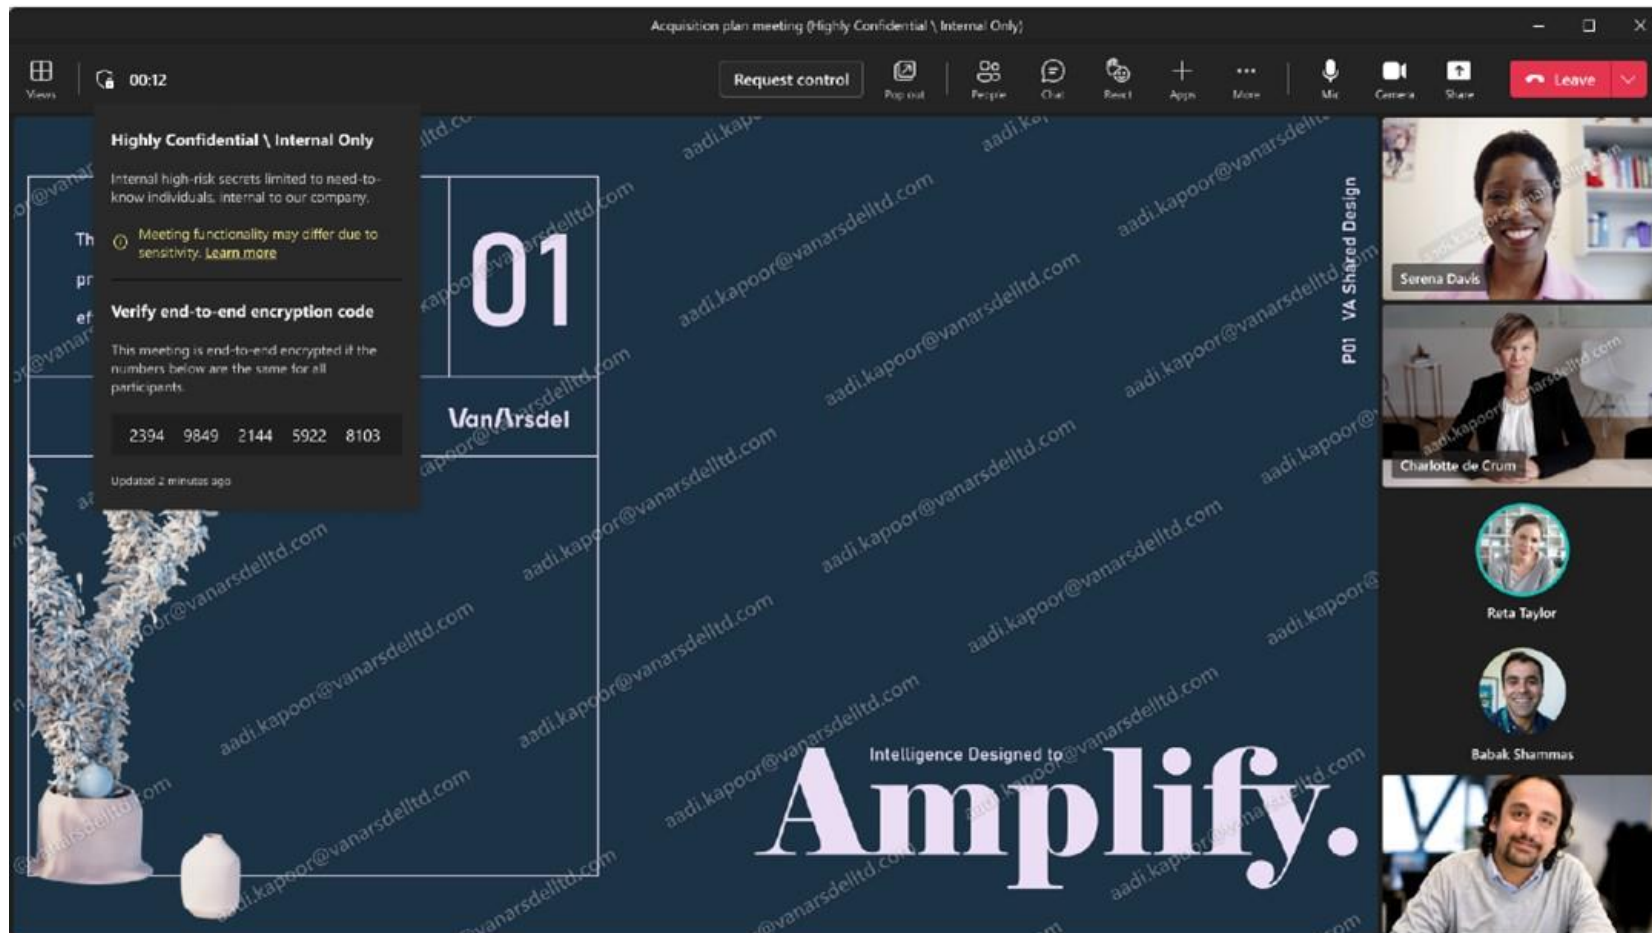 Acquisition plan meeting (Highly Confidential \ Internal Only)
Views
00:12
Request control
Pop out
People
Chat
React
Apps
More
Mic
Camera
Share
Leave
Highly Confidential \ Internal Only
Internal high-risk secrets limited to need-to-
know individuals, internal to our company.
Meeting functionality may differ due to
sensitivity. Learn more
Verify end-to-end encryption code
This meeting is end-to-end encrypted if the
numbers below are the same for all
participants.
2394 9849 2144 5922 8103
Updated 2 minutes ago
Th
pr
ef
01
VanArsdel
P01 VA Shared Design
Intelligence Designed to
Amplify.
aadi.kapoor@vanarsdelltd.com
Serena Davis
Charlotte de Crum
Reta Taylor
Babak Shammas